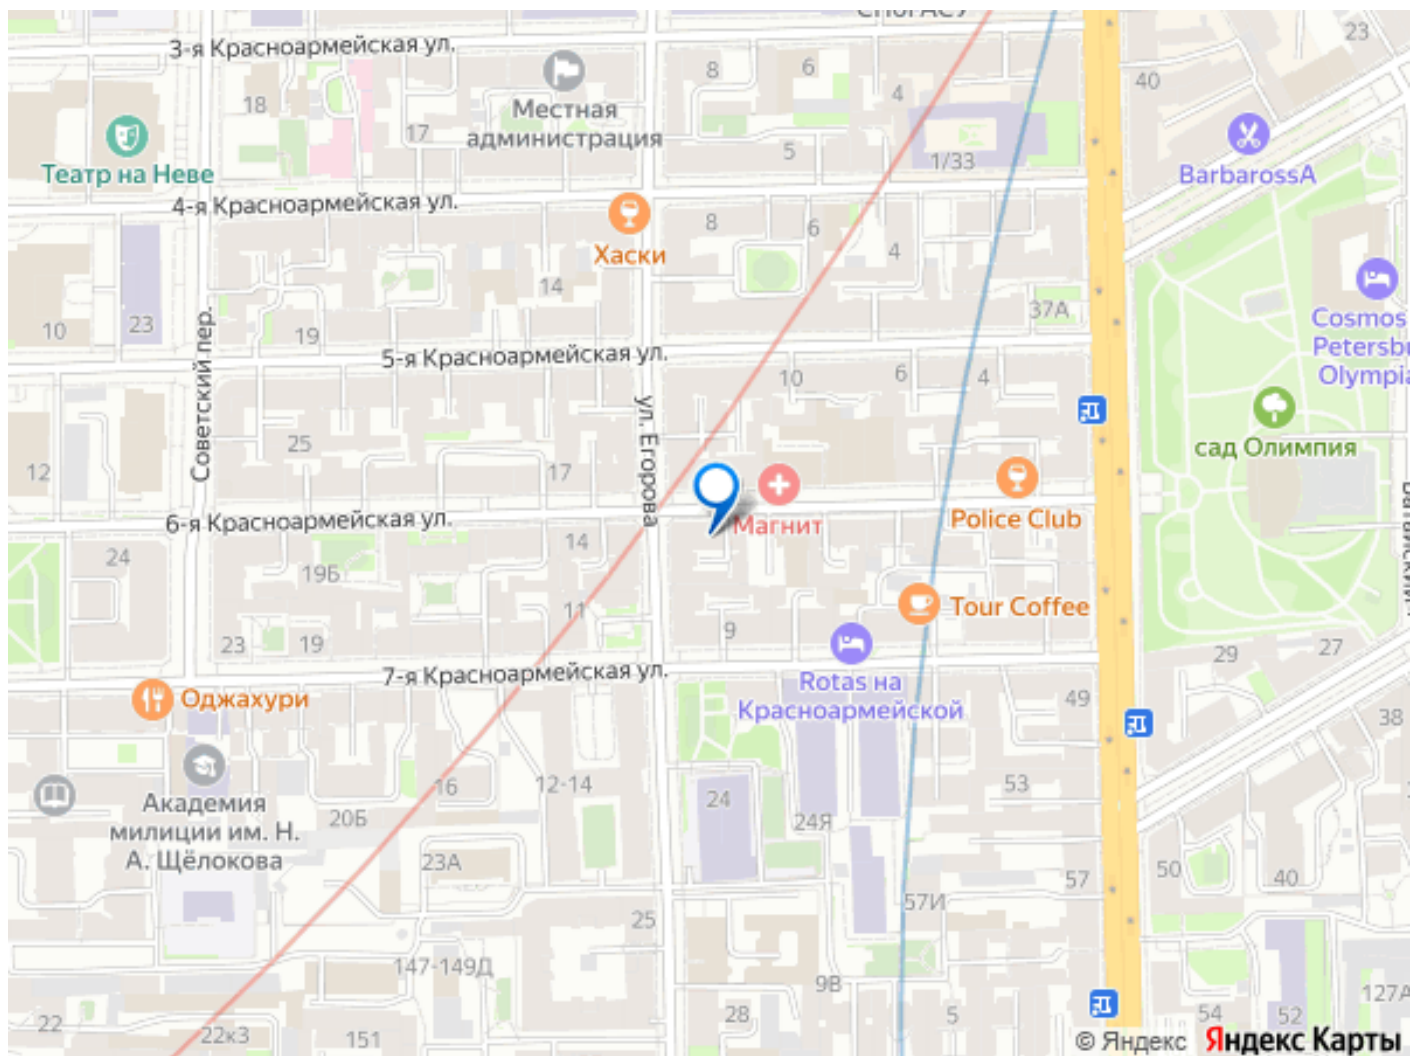 3-я Красноармейская ул.
8
6
4
40
23
18
17
Местная
администрация
5
1/33
Театр на Неве
BarbarossA
4-я Красноармейская ул.
Хаски
8
6
4
14
10
23
19
37А
Cosmos
Petersbu
Olympia
Советский пер.
5-я Красноармейская ул.
10
6
4
ул. Егорова
сад Олимпия
12
25
17
6-я Красноармейская ул.
Магнит
Police Club
24
14
19Б
11
Tour Coffee
9
23
19
29
27
7-я Красноармейская ул.
Rotas на
Красноармейской
Оджахури
49
38
16
12-14
53
24
Академия
милиции им. Н.
А. Щёлокова
20Б
24Я
23А
57
50
40
57И
25
147-149Д
9В
127А
22
22к3
151
28
5
54
52
© Яндекс Яндекс Карты